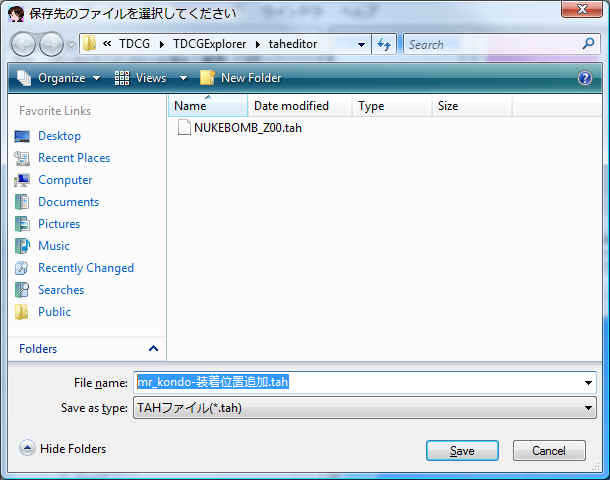 保存先のファイルを選択してください
« TDCG ▸ TDCGExplorer ▸ taheditor
Search
Organize
Views
New Folder
Favorite Links
Desktop
Recent Places
Computer
Documents
Pictures
Music
Recently Changed
Searches
Public
Folders
Name Date modified Type Size
NUKEBOMB_Z00.tah
File name: mr_kondo-装着位置追加.tah
Save as type: TAHファイル(*.tah)
Hide Folders
Save
Cancel